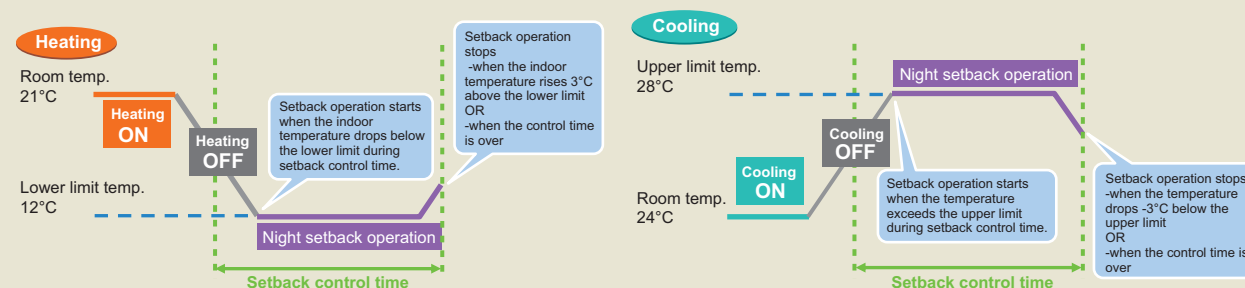 Heating
Room temp.
21°C
Heating
ON
Heating
OFF
Setback operation starts
when the indoor
temperature drops below
the lower limit during
setback control time.
Setback operation
stops
-when the indoor
temperature rises 3°C
above the lower limit
OR
-when the control time
is over
Lower limit temp.
12°C
Night setback operation
Setback control time
Cooling
Upper limit temp.
28°C
Night setback operation
Cooling
OFF
Cooling
ON
Room temp.
24°C
Setback operation starts
when the temperature
exceeds the upper limit
during setback control time.
Setback operation stops
-when the temperature
drops -3°C below the
upper limit
OR
-when the control time is
over
Setback control time